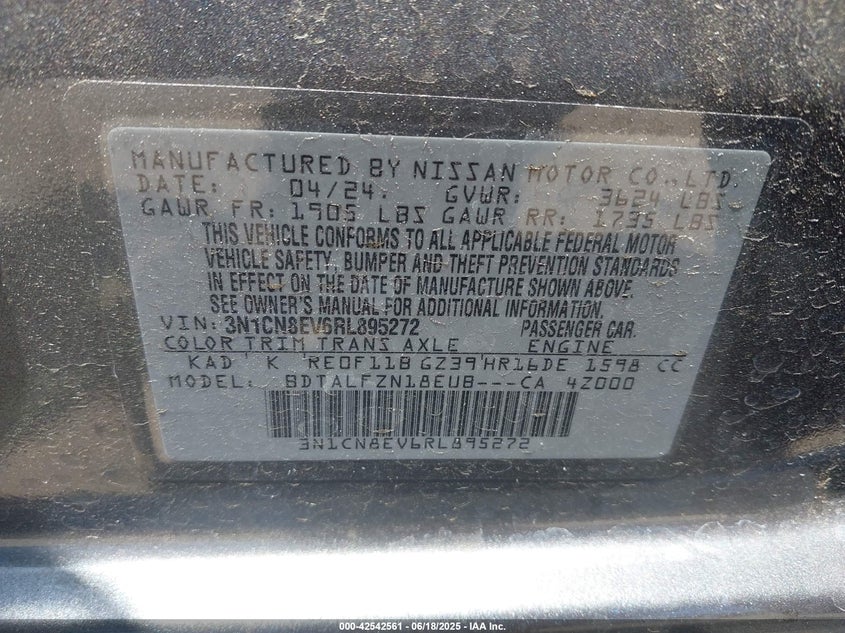 MANUFACTURED BY NISSAN MOTOR CO., LTD.
DATE: 04/24. GVWR: 3624 LBS
GAWR FR: 1905 LBS GAWR RR: 1735 LBS
THIS VEHICLE CONFORMS TO ALL APPLICABLE FEDERAL MOTOR
VEHICLE SAFETY, BUMPER AND THEFT PREVENTION STANDARDS
IN EFFECT ON THE DATE OF MANUFACTURE SHOWN ABOVE.
SEE OWNER'S MANUAL FOR ADDITIONAL INFORMATION.
VIN: 3N1CN8EV6RL895272 PASSENGER CAR.
COLOR TRIM TRANS AXLE ENGINE
KAD K RE0F11B GZ39 HR16DE 1598 CC
MODEL: BDTALFZN18EUB---CA 4Z000
3N1CN8EV6RL895272
000-42542561 - 06/18/2025 - IAA Inc.